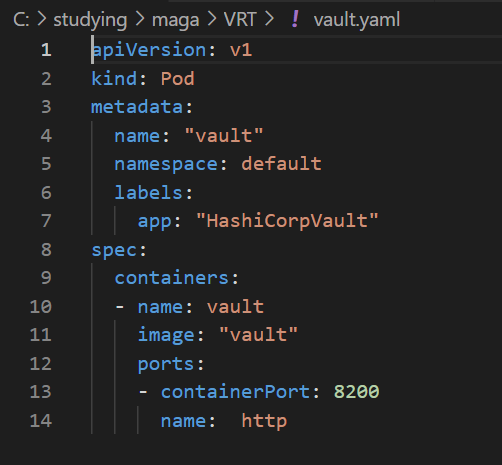 C: > studying > maga > VRT > ! vault.yaml
1 apiVersion: v1
2 kind: Pod
3 metadata:
4   name: "vault"
5   namespace: default
6   labels:
7     app: "HashiCorpVault"
8 spec:
9   containers:
10   - name: vault
11     image: "vault"
12     ports:
13     - containerPort: 8200
14       name:  http